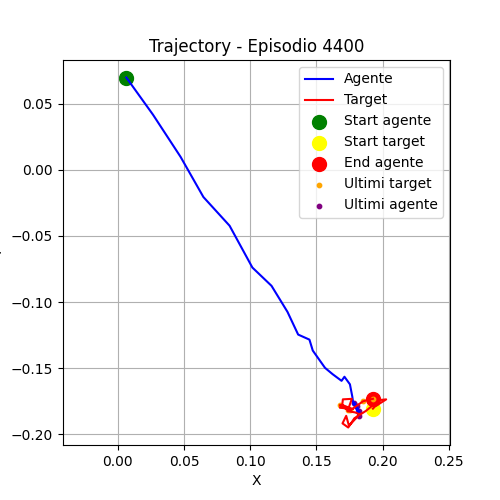 Trajectory - Episodio 4400
Agente
Target
Start agente
Start target
End agente
Ultimi target
Ultimi agente
0.05
0.00
−0.05
−0.10
−0.15
−0.20
0.00
0.05
0.10
0.15
0.20
0.25
X